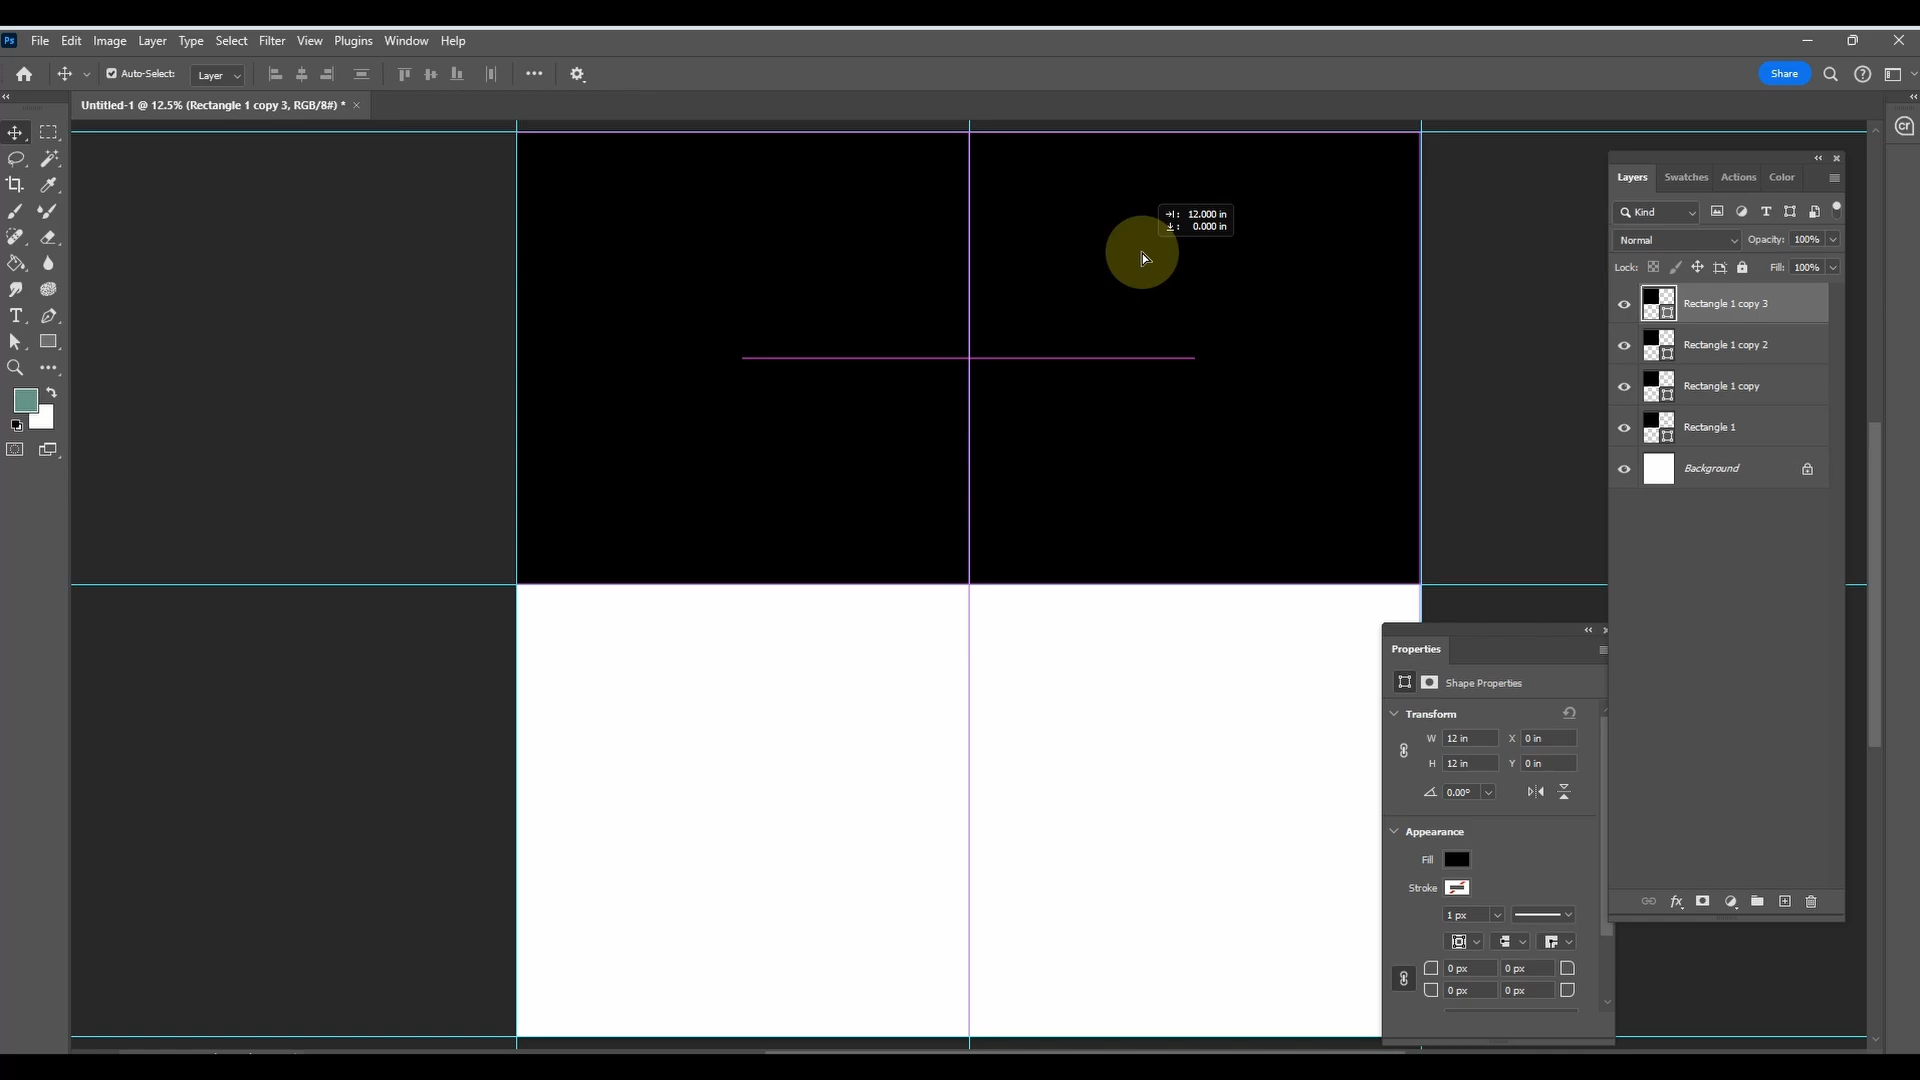 Ps File Edit Image Layer Type Select Filter View Plugins Window Help
Auto-Select: Layer
Share
Untitled-1 @ 12.5% (Rectangle 1 copy 3, RGB/8#) *
12.000 in
0.000 in
Layers Swatches Actions Color
Kind
Normal Opacity: 100%
Lock: Fill: 100%
Rectangle 1 copy 3
Rectangle 1 copy 2
Rectangle 1 copy
Rectangle 1
Background
fx
Properties
Shape Properties
Transform
W 12 in X 0 in
H 12 in Y 0 in
0.00°
Appearance
Fill
Stroke
1 px
0 px 0 px
0 px 0 px